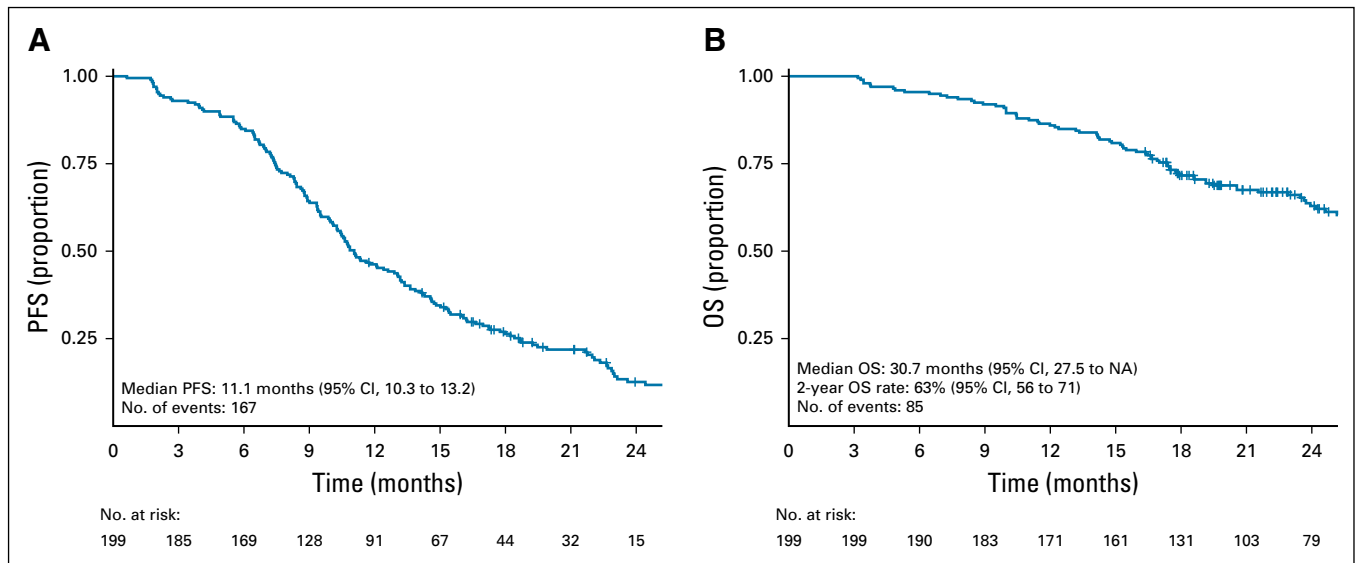 A
1.00
0.75
0.50
0.25
PFS (proportion)
Median PFS: 11.1 months (95% CI, 10.3 to 13.2)
No. of events: 167
0 3 6 9 12 15 18 21 24
Time (months)
No. at risk:
199 185 169 128 91 67 44 32 15
B
1.00
0.75
0.50
0.25
OS (proportion)
Median OS: 30.7 months (95% CI, 27.5 to NA)
2-year OS rate: 63% (95% CI, 56 to 71)
No. of events: 85
0 3 6 9 12 15 18 21 24
Time (months)
No. at risk:
199 199 190 183 171 161 131 103 79